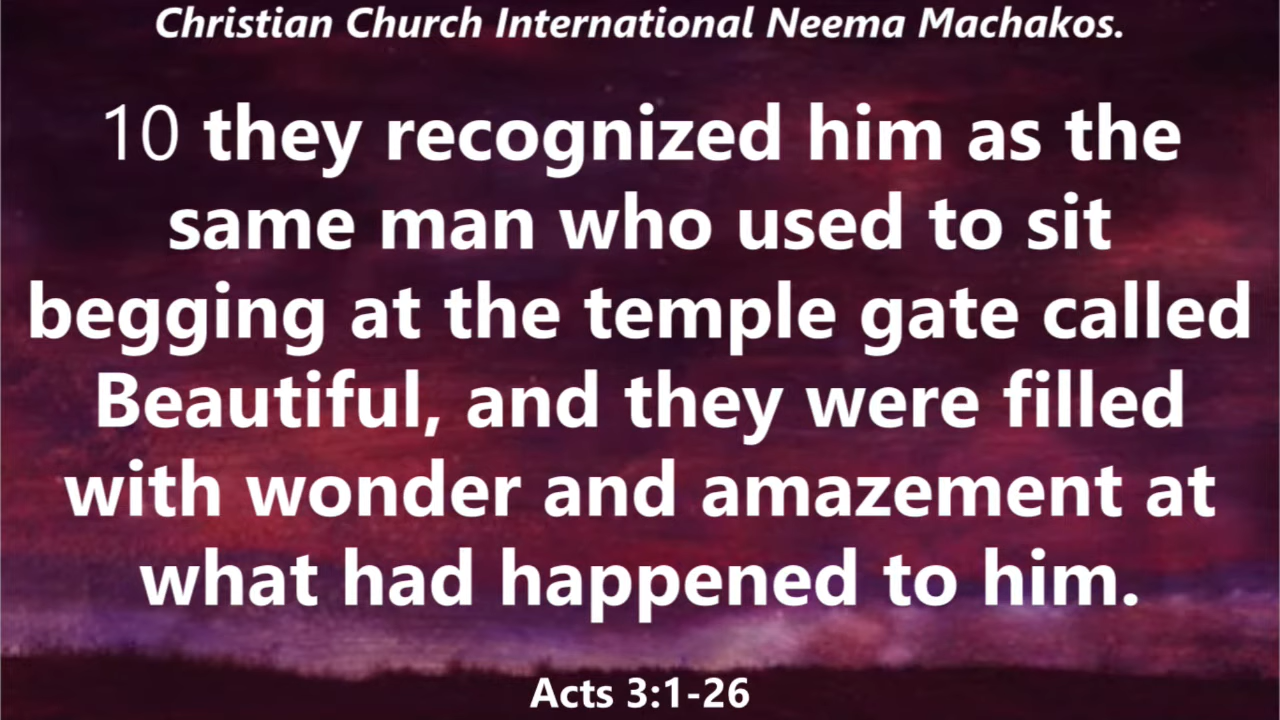 Christian Church International Neema Machakos.
10 they recognized him as the
same man who used to sit
begging at the temple gate called
Beautiful, and they were filled
with wonder and amazement at
what had happened to him.
Acts 3:1-26